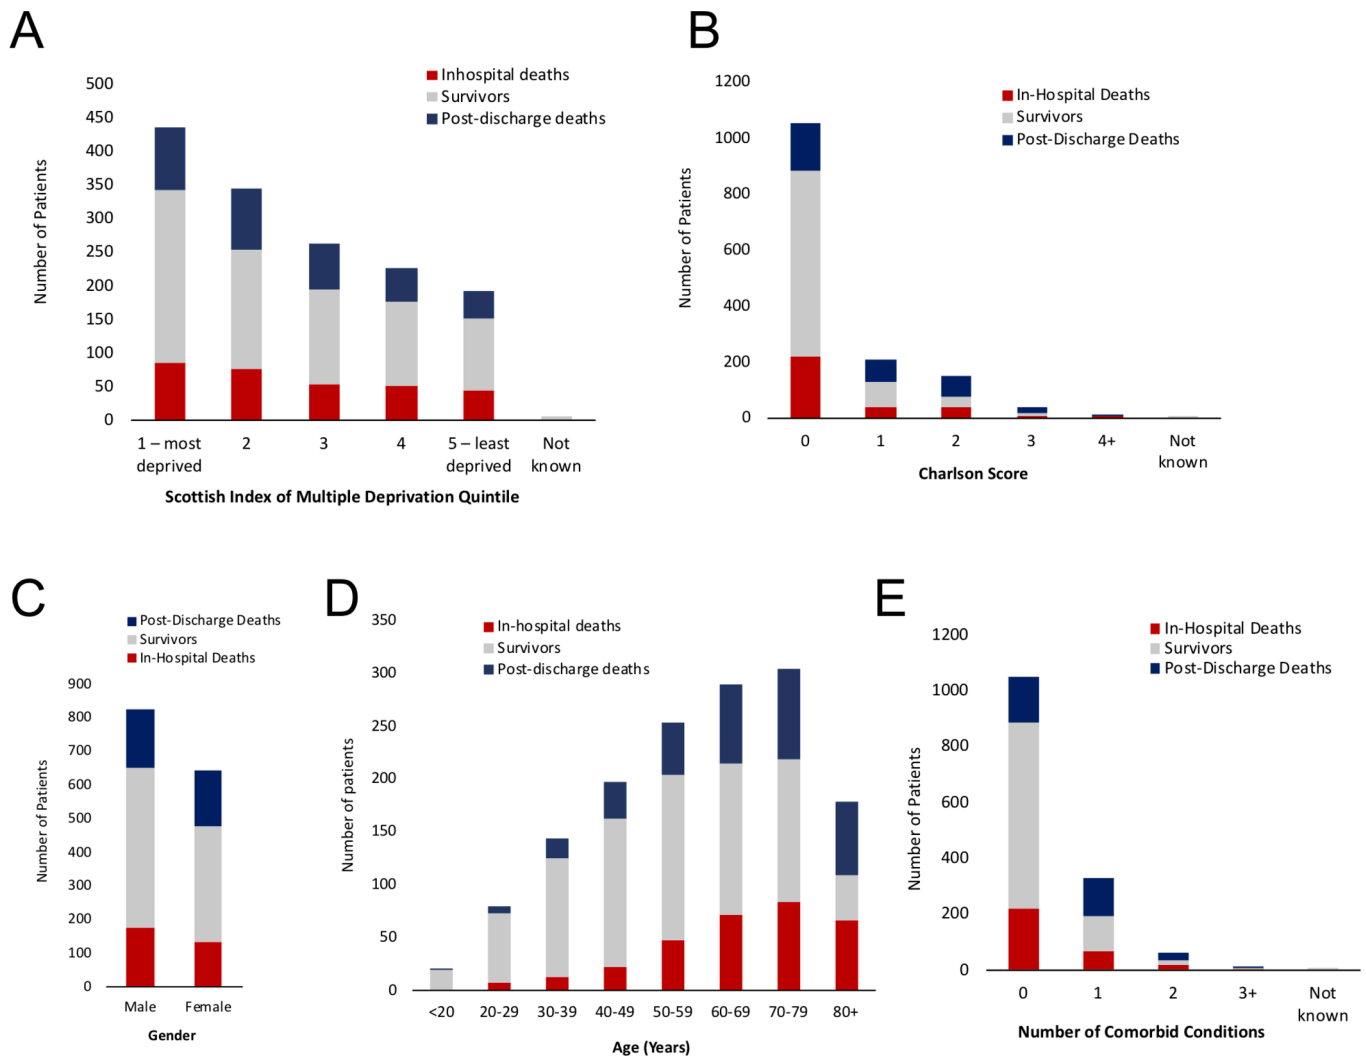 A
Inhospital deaths
Survivors
Post-discharge deaths
500
450
400
350
300
250
200
150
100
50
0
Number of Patients
1 – most deprived
2
3
4
5 – least deprived
Not known
Scottish Index of Multiple Deprivation Quintile
B
In-Hospital Deaths
Survivors
Post-Discharge Deaths
1200
1000
800
600
400
200
0
Number of Patients
0
1
2
3
4+
Not known
Charlson Score
C
Post-Discharge Deaths
Survivors
In-Hospital Deaths
900
800
700
600
500
400
300
200
100
0
Number of Patients
Male
Female
Gender
D
In-hospital deaths
Survivors
Post-discharge deaths
350
300
250
200
150
100
50
0
Number of patients
<20
20-29
30-39
40-49
50-59
60-69
70-79
80+
Age (Years)
E
In-Hospital Deaths
Survivors
Post-Discharge Deaths
1200
1000
800
600
400
200
0
Number of Patients
0
1
2
3+
Not known
Number of Comorbid Conditions